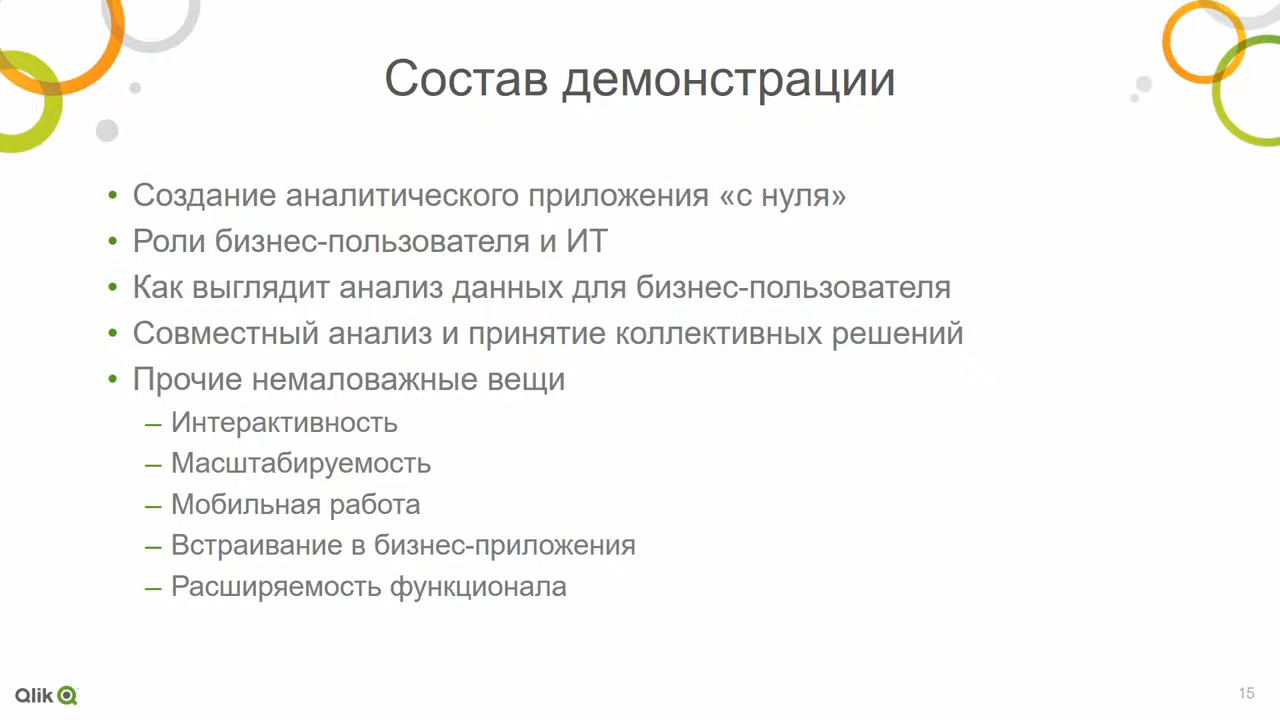 Состав демонстрации
• Создание аналитического приложения «с нуля»
• Роли бизнес-пользователя и ИТ
• Как выглядит анализ данных для бизнес-пользователя
• Совместный анализ и принятие коллективных решений
• Прочие немаловажные вещи
– Интерактивность
– Масштабируемость
– Мобильная работа
– Встраивание в бизнес-приложения
– Расширяемость функционала
Qlik
15